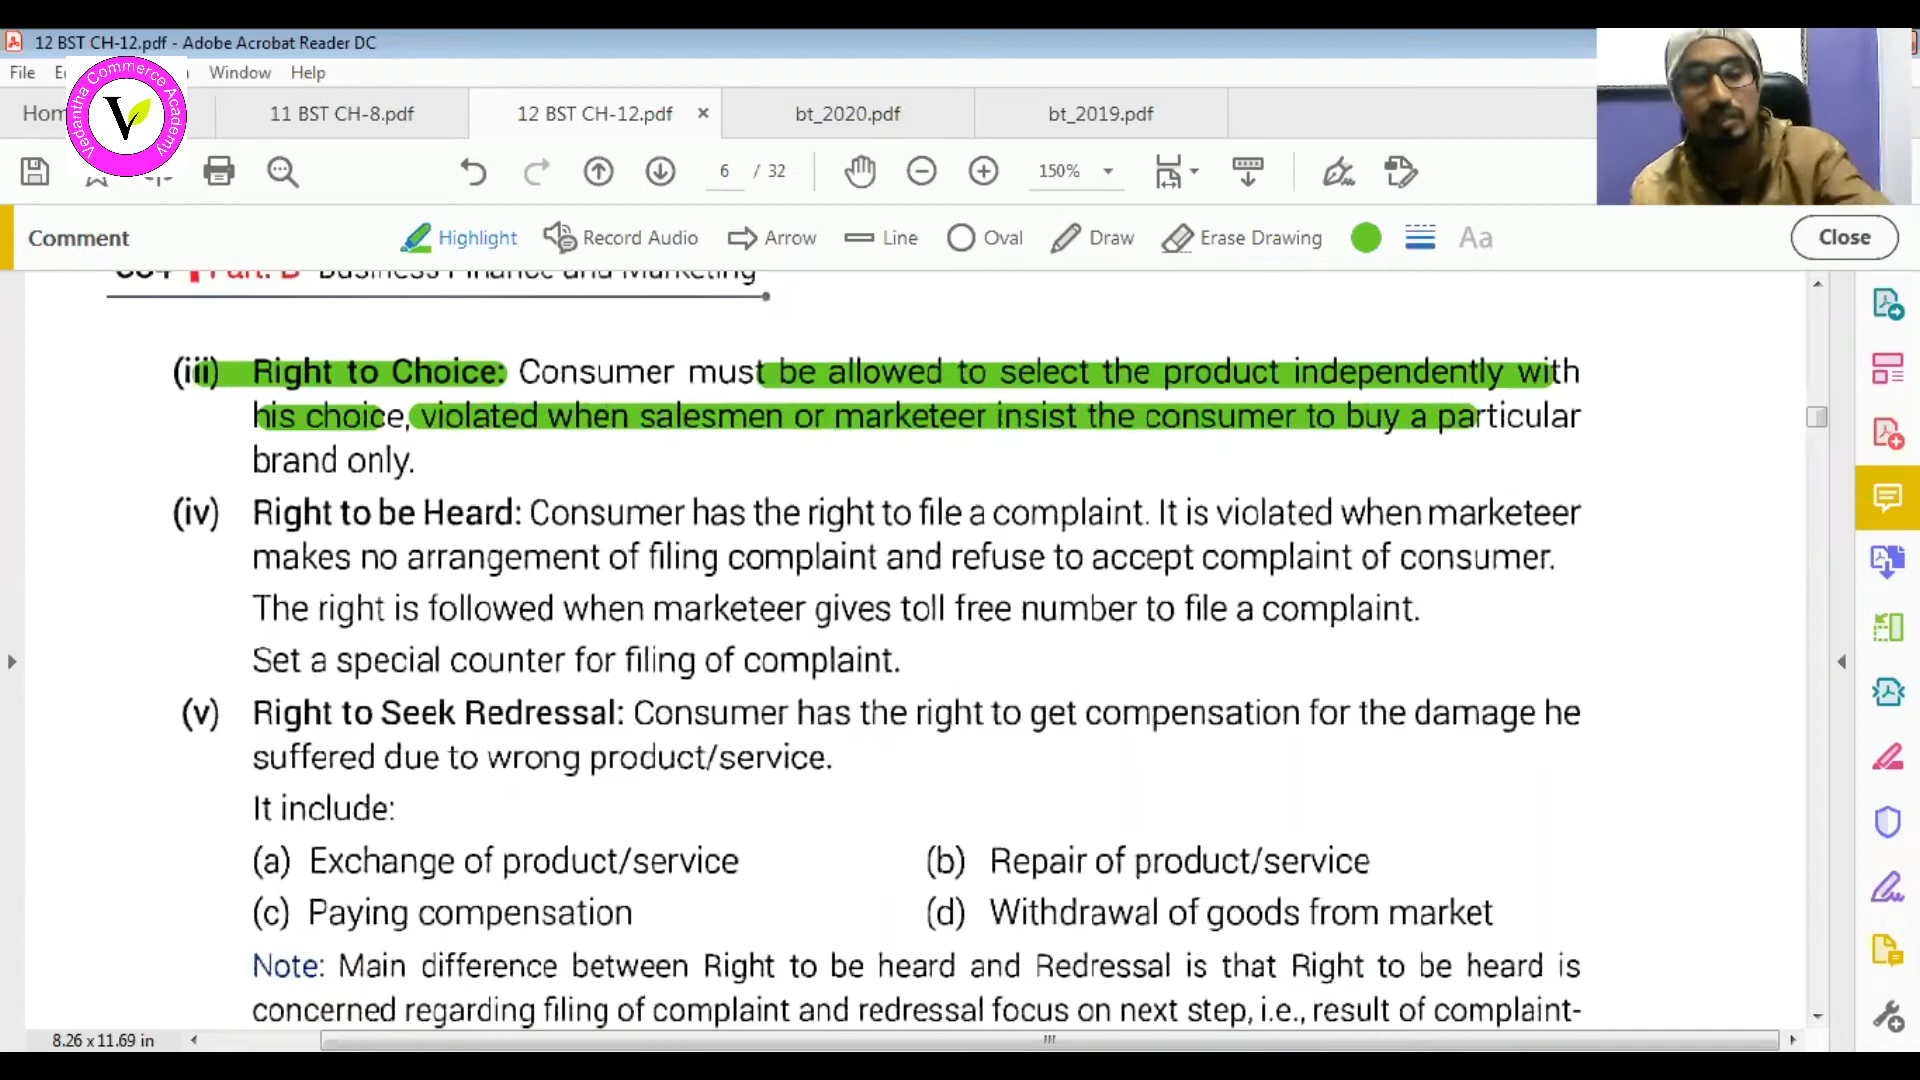 12 BST CH-12.pdf - Adobe Acrobat Reader DC
File Window Help
Vedantha Commerce Academy
V
11 BST CH-8.pdf 12 BST CH-12.pdf × bt_2020.pdf bt_2019.pdf
6 / 32 150%
Comment Highlight Record Audio Arrow Line Oval Draw Erase Drawing Aa Close
Business Finance and Marketing
(iii) Right to Choice: Consumer must be allowed to select the product independently with
his choice, violated when salesmen or marketeer insist the consumer to buy a particular
brand only.
(iv) Right to be Heard: Consumer has the right to file a complaint. It is violated when marketeer
makes no arrangement of filing complaint and refuse to accept complaint of consumer.
The right is followed when marketeer gives toll free number to file a complaint.
Set a special counter for filing of complaint.
(v) Right to Seek Redressal: Consumer has the right to get compensation for the damage he
suffered due to wrong product/service.
It include:
(a) Exchange of product/service (b) Repair of product/service
(c) Paying compensation (d) Withdrawal of goods from market
Note: Main difference between Right to be heard and Redressal is that Right to be heard is
concerned regarding filing of complaint and redressal focus on next step, i.e., result of complaint-
8.26 x 11.69 in